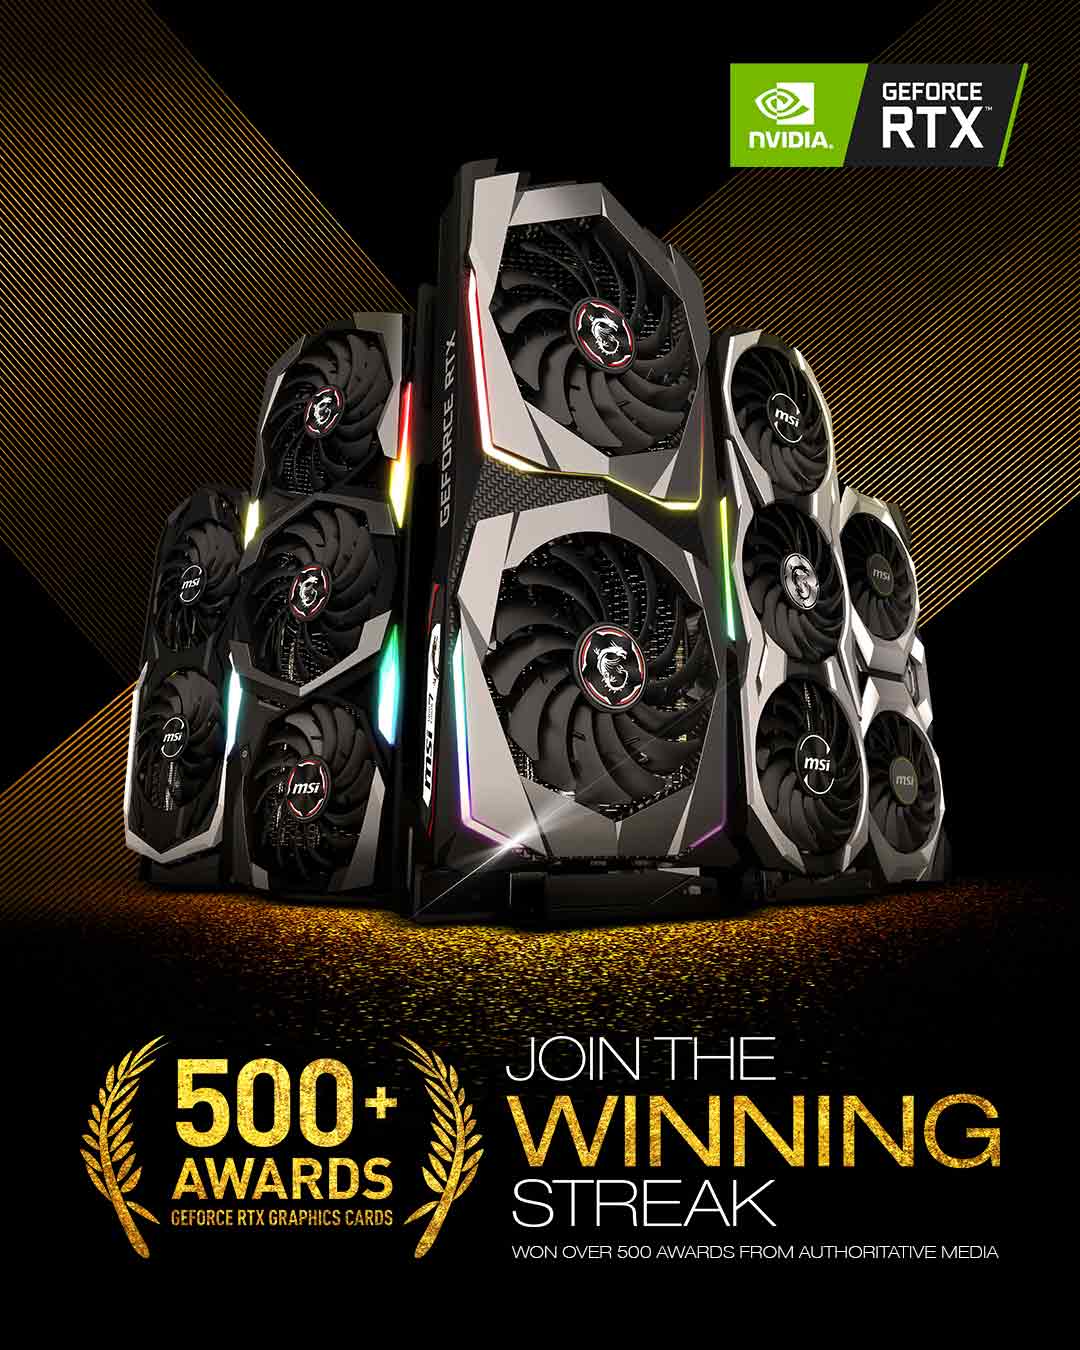 NVIDIA.
GEFORCE
RTX™
GEFORCE RTX
msi
msi
msi
msi
msi
msi
msi
msi
500+
AWARDS
GEFORCE RTX GRAPHICS CARDS
JOIN THE
WINNING
STREAK
WON OVER 500 AWARDS FROM AUTHORITATIVE MEDIA